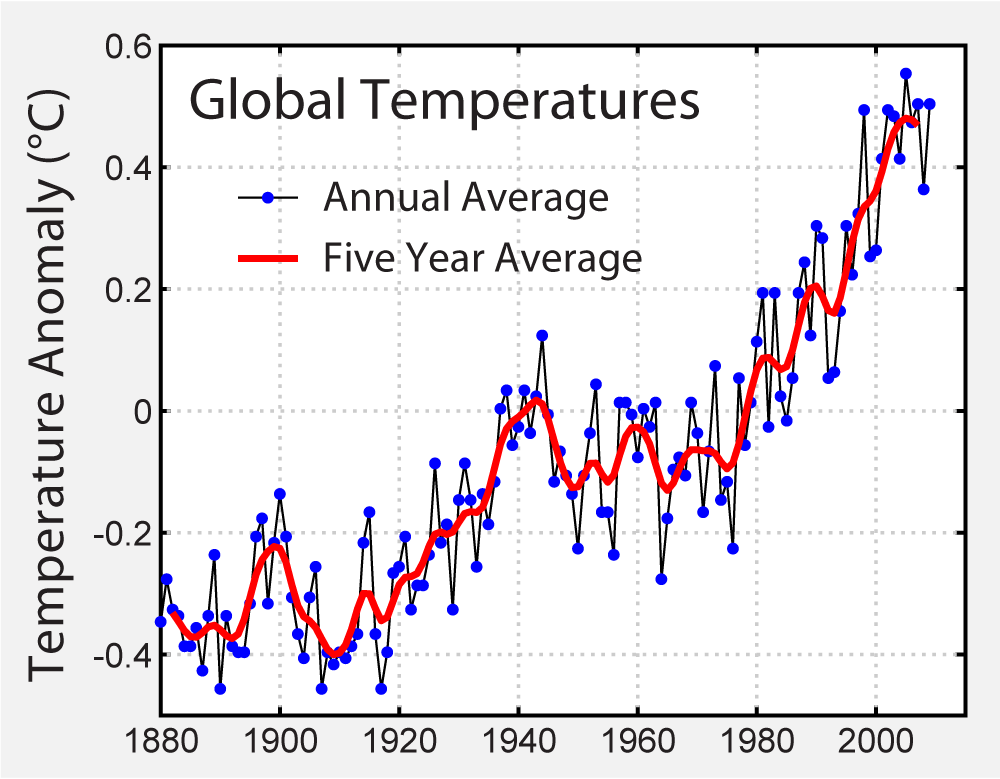 Global Temperatures
Annual Average
Five Year Average
Temperature Anomaly (°C)
0.6
0.4
0.2
0
-0.2
-0.4
1880 1900 1920 1940 1960 1980 2000